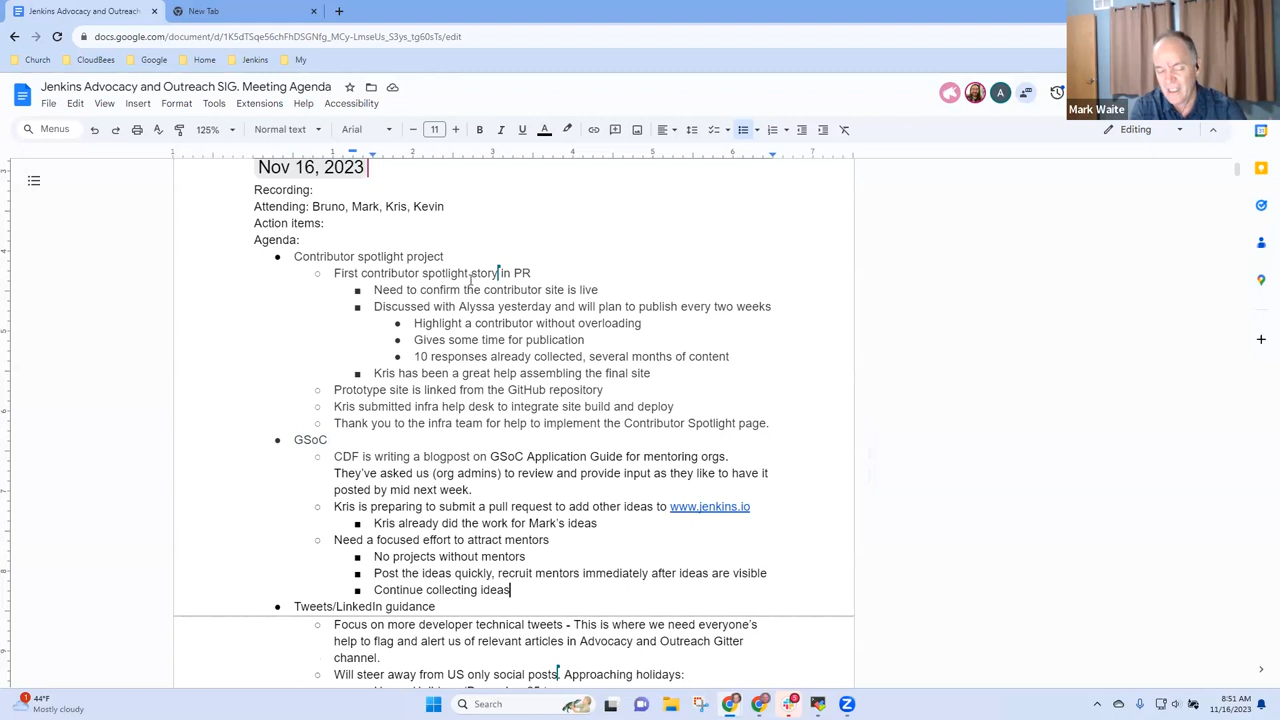 Jenkins Advocacy and Outreach
New Tab
docs.google.com/document/d/1K5dTSqe56chFhDSGNfg_MCy-LmseUs_S3ys_tg60sTs/edit
Church
CloudBees
Google
Home
Jenkins
My
Jenkins Advocacy and Outreach SIG. Meeting Agenda
File Edit View Insert Format Tools Extensions Help Accessibility
Mark Waite
Menus
125%
Normal text
Arial
11
Editing
1 1 2 3 4 5 6 7
Nov 16, 2023
Recording:
Attending: Bruno, Mark, Kris, Kevin
Action items:
Agenda:
● Contributor spotlight project
○ First contributor spotlight story in PR
■ Need to confirm the contributor site is live
■ Discussed with Alyssa yesterday and will plan to publish every two weeks
● Highlight a contributor without overloading
● Gives some time for publication
● 10 responses already collected, several months of content
■ Kris has been a great help assembling the final site
○ Prototype site is linked from the GitHub repository
○ Kris submitted infra help desk to integrate site build and deploy
○ Thank you to the infra team for help to implement the Contributor Spotlight page.
● GSoC
○ CDF is writing a blogpost on GSoC Application Guide for mentoring orgs.
They've asked us (org admins) to review and provide input as they like to have it
posted by mid next week.
○ Kris is preparing to submit a pull request to add other ideas to www.jenkins.io
■ Kris already did the work for Mark's ideas
○ Need a focused effort to attract mentors
■ No projects without mentors
■ Post the ideas quickly, recruit mentors immediately after ideas are visible
■ Continue collecting ideas
● Tweets/LinkedIn guidance
○ Focus on more developer technical tweets - This is where we need everyone's
help to flag and alert us of relevant articles in Advocacy and Outreach Gitter
channel.
○ Will steer away from US only social posts. Approaching holidays:
44°F
Mostly cloudy
Search
8:51 AM
11/16/2023